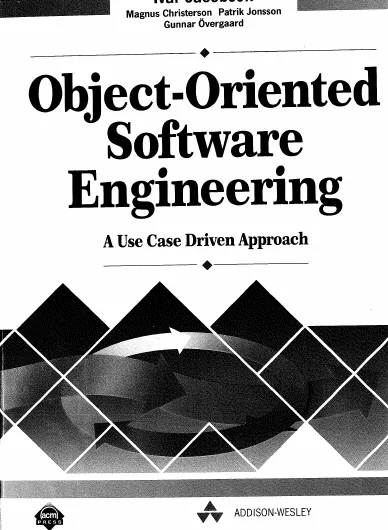 Magnus Christerson Patrik Jonsson
Gunnar Övergaard
Object-Oriented
Software
Engineering
A Use Case Driven Approach
acm
PRESS
ADDISON-WESLEY